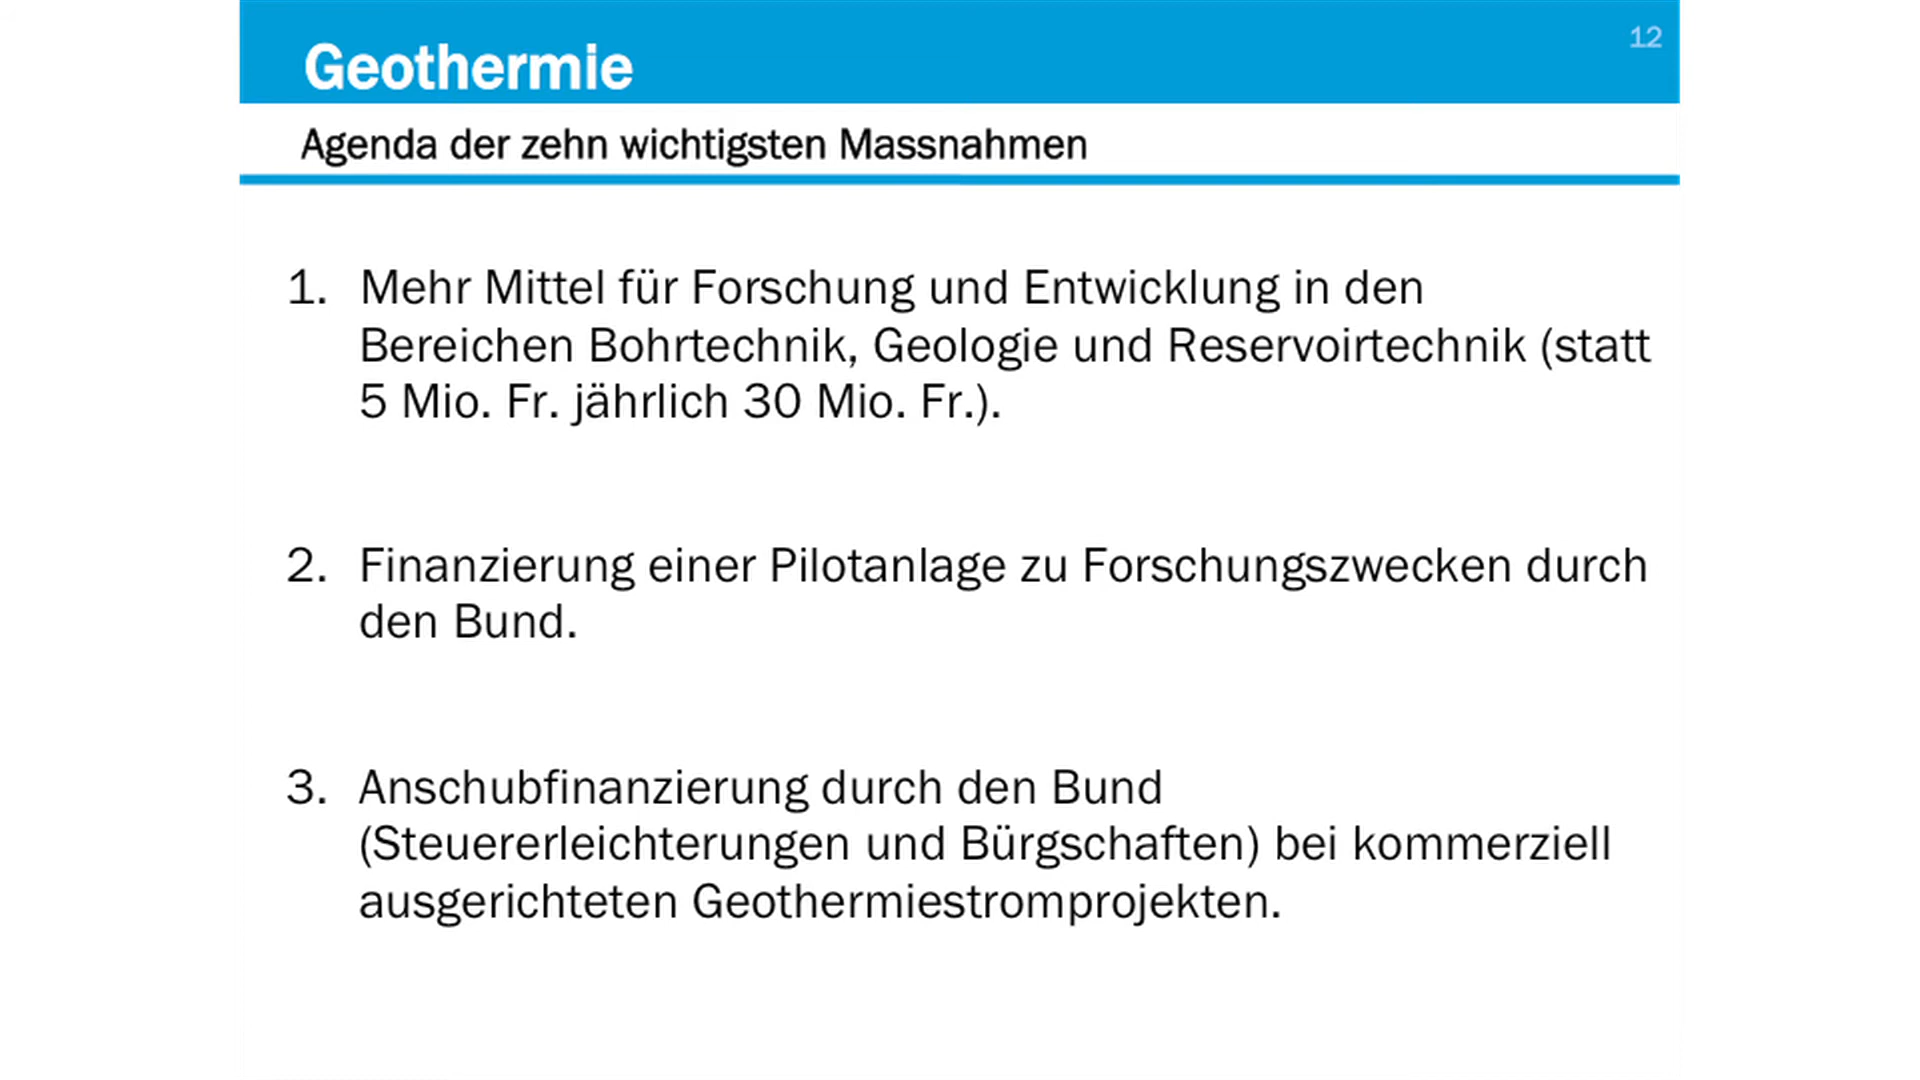 12
Geothermie
Agenda der zehn wichtigsten Massnahmen
1. Mehr Mittel für Forschung und Entwicklung in den
Bereichen Bohrtechnik, Geologie und Reservoirtechnik (statt
5 Mio. Fr. jährlich 30 Mio. Fr.).
2. Finanzierung einer Pilotanlage zu Forschungszwecken durch
den Bund.
3. Anschubfinanzierung durch den Bund
(Steuererleichterungen und Bürgschaften) bei kommerziell
ausgerichteten Geothermiestromprojekten.